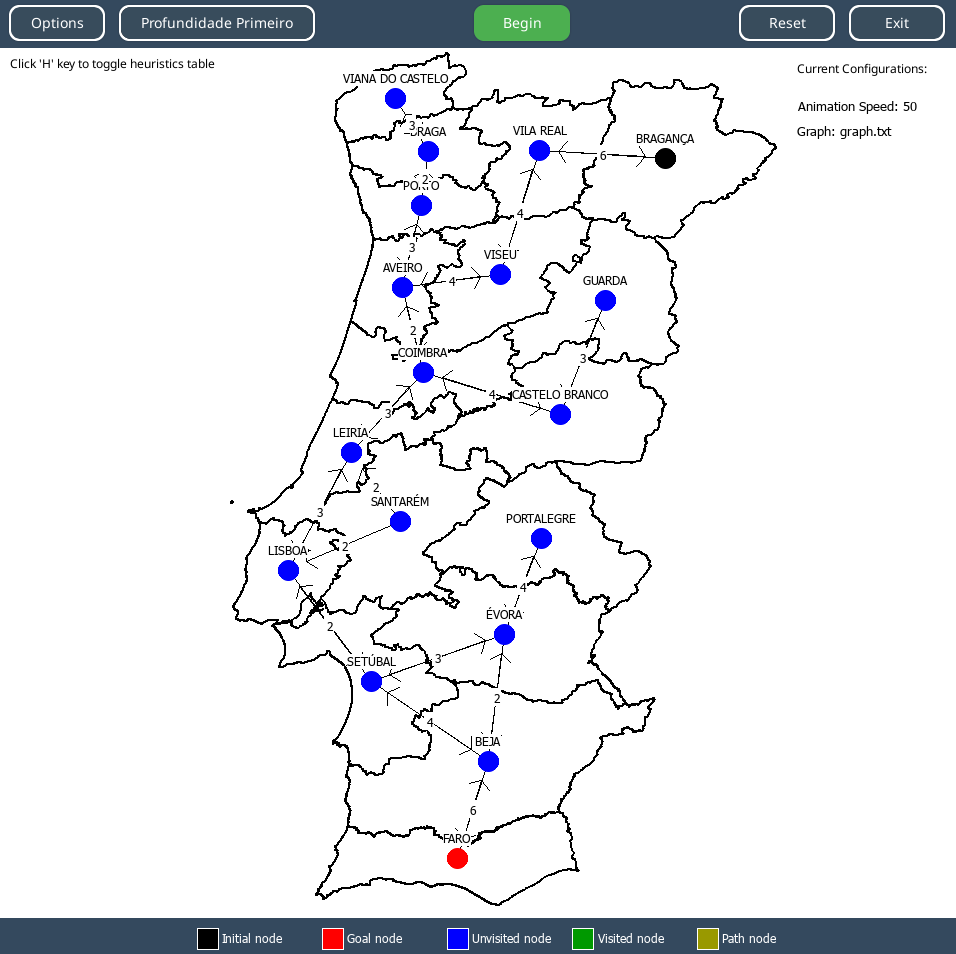 Options
Profundidade Primeiro
Begin
Reset
Exit
Click 'H' key to toggle heuristics table
Current Configurations:
Animation Speed: 50
Graph: graph.txt
VIANA DO CASTELO
3
BRAGA
VILA REAL
BRAGANÇA
6
2
PORTO
4
3
VISEU
AVEIRO
4
GUARDA
2
COIMBRA
3
4
CASTELO BRANCO
3
LEIRIA
2
SANTARÉM
3
PORTALEGRE
2
LISBOA
4
2
ÉVORA
3
SETÚBAL
2
4
BEJA
6
FARO
Initial node
Goal node
Unvisited node
Visited node
Path node